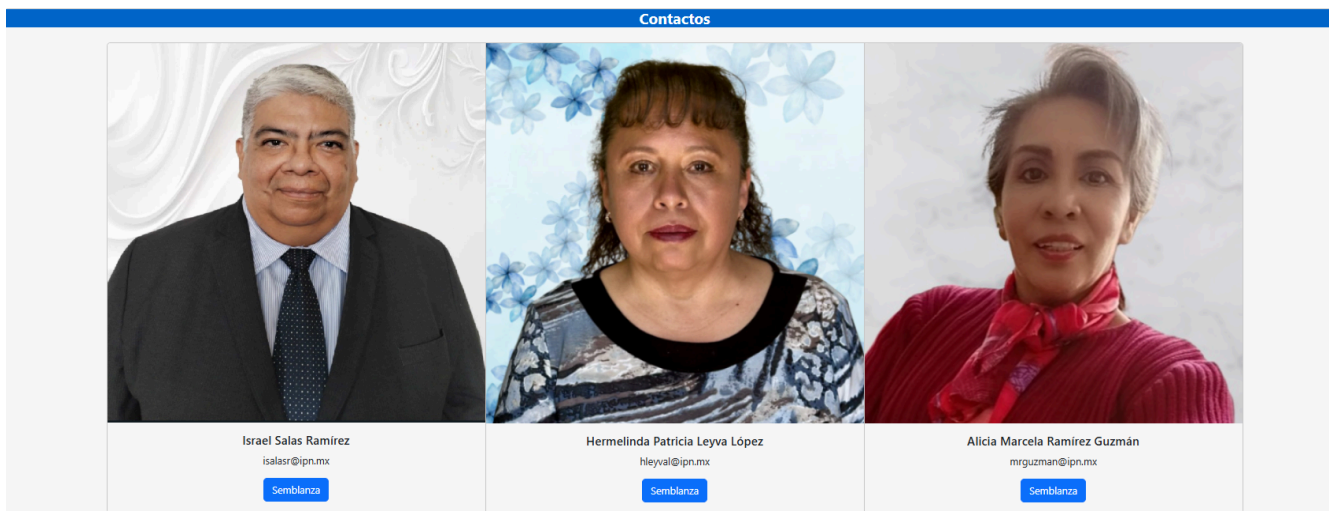 Contactos
Israel Salas Ramírez
isalasr@ipn.mx
Semblanza
Hermelinda Patricia Leyva López
hleyval@ipn.mx
Semblanza
Alicia Marcela Ramírez Guzmán
mrguzman@ipn.mx
Semblanza